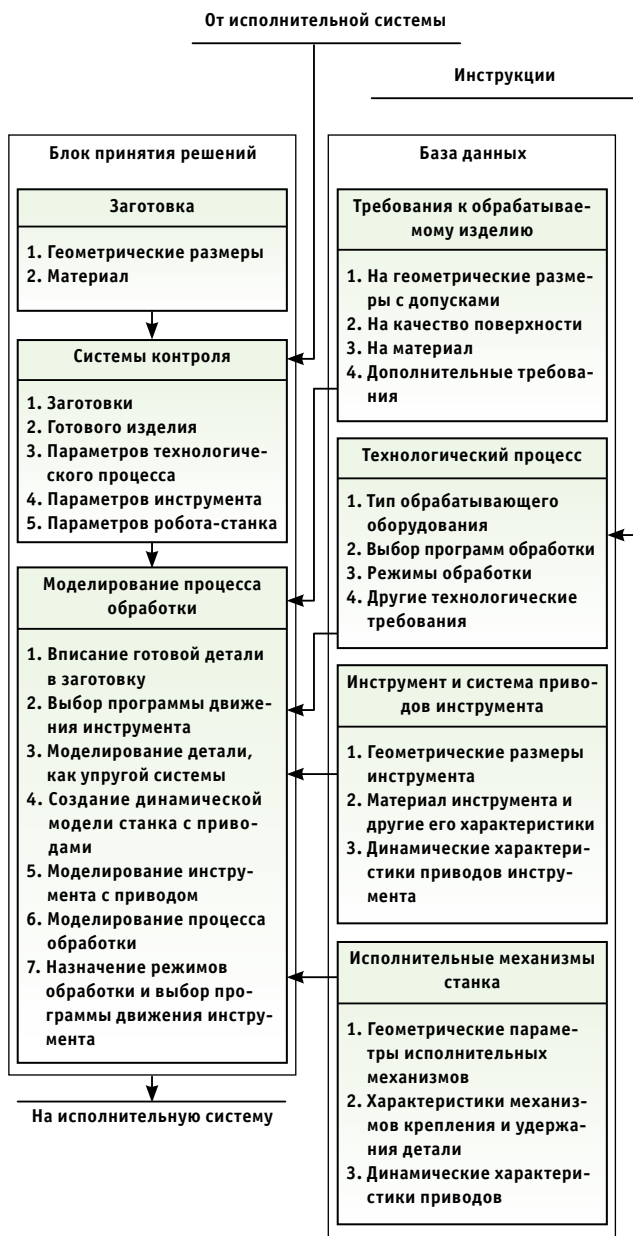 От исполнительной системы
Инструкции
Блок принятия решений
Заготовка
1. Геометрические размеры
2. Материал
Системы контроля
1. Заготовки
2. Готового изделия
3. Параметров технологиче-
ского процесса
4. Параметров инструмента
5. Параметров робота-станка
Моделирование процесса
обработки
1. Вписание готовой детали
в заготовку
2. Выбор программы движе-
ния инструмента
3. Моделирование детали,
как упругой системы
4. Создание динамической
модели станка с приво-
дами
5. Моделирование инстру-
мента с приводом
6. Моделирование процесса
обработки
7. Назначение режимов
обработки и выбор про-
граммы движения инстру-
мента
На исполнительную систему
База данных
Требования к обрабатывае-
мому изделию
1. На геометрические разме-
ры с допусками
2. На качество поверхности
3. На материал
4. Дополнительные требова-
ния
Технологический процесс
1. Тип обрабатывающего
оборудования
2. Выбор программ обработки
3. Режимы обработки
4. Другие технологические
требования
Инструмент и система приво-
дов инструмента
1. Геометрические размеры
инструмента
2. Материал инструмента и
другие его характеристики
3. Динамические характери-
стики приводов инстру-
мента
Исполнительные механизмы
станка
1. Геометрические параме-
тры исполнительных
механизмов
2. Характеристики механиз-
мов крепления и удержа-
ния детали
3. Динамические характери-
стики приводов